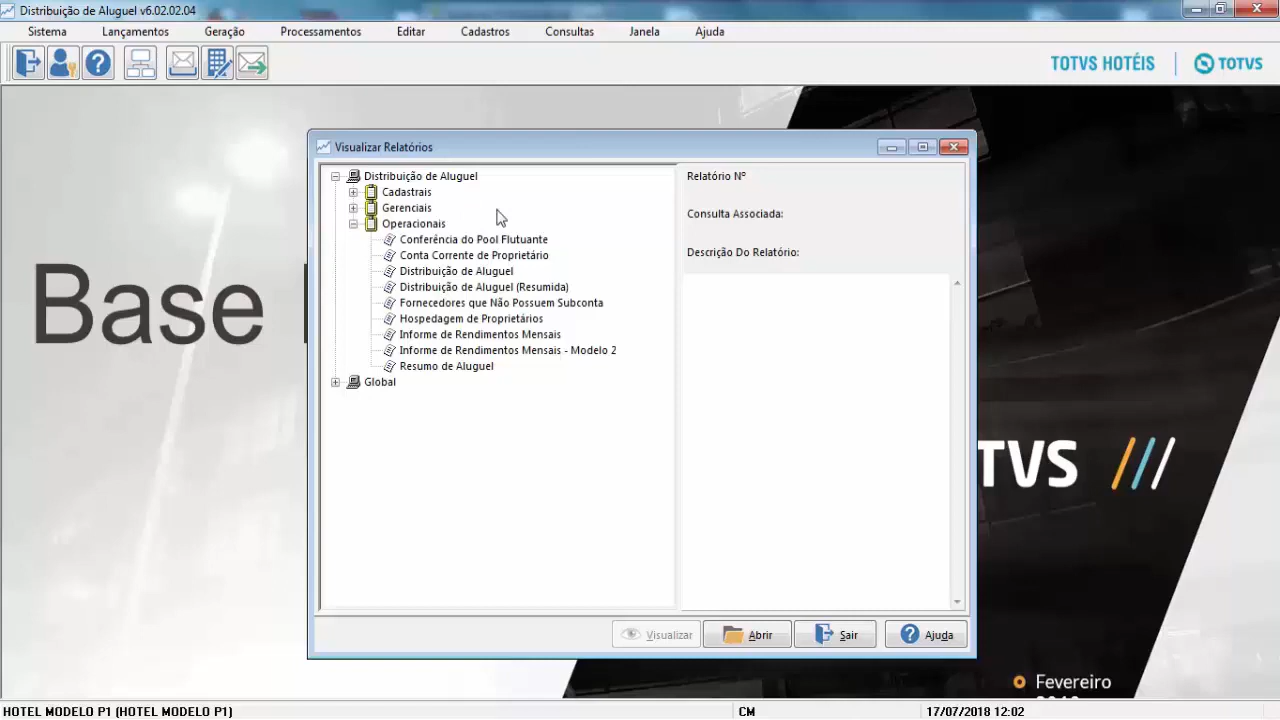 Distribuição de Aluguel v6.02.02.04
Sistema Lançamentos Geração Processamentos Editar Cadastros Consultas Janela Ajuda
TOTVS HOTÉIS TOTVS
Base
Visualizar Relatórios
Distribuição de Aluguel
Cadastrais
Gerenciais
Operacionais
Conferência do Pool Flutuante
Conta Corrente de Proprietário
Distribuição de Aluguel
Distribuição de Aluguel (Resumida)
Fornecedores que Não Possuem Subconta
Hospedagem de Proprietários
Informe de Rendimentos Mensais
Informe de Rendimentos Mensais - Modelo 2
Resumo de Aluguel
Global
Relatório Nº
Consulta Associada:
Descrição Do Relatório:
TVS
Visualizar Abrir Sair Ajuda
Fevereiro
HOTEL MODELO P1 (HOTEL MODELO P1) CM 17/07/2018 12:02